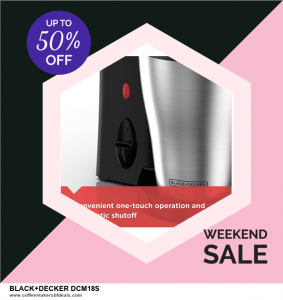 UP TO
50%
OFF
BLACK+DECKER
nvenient one-touch operation and
tic shutoff
WEEKEND
SALE
BLACK+DECKER DCM18S
www.coffeemakersbfdeals.com